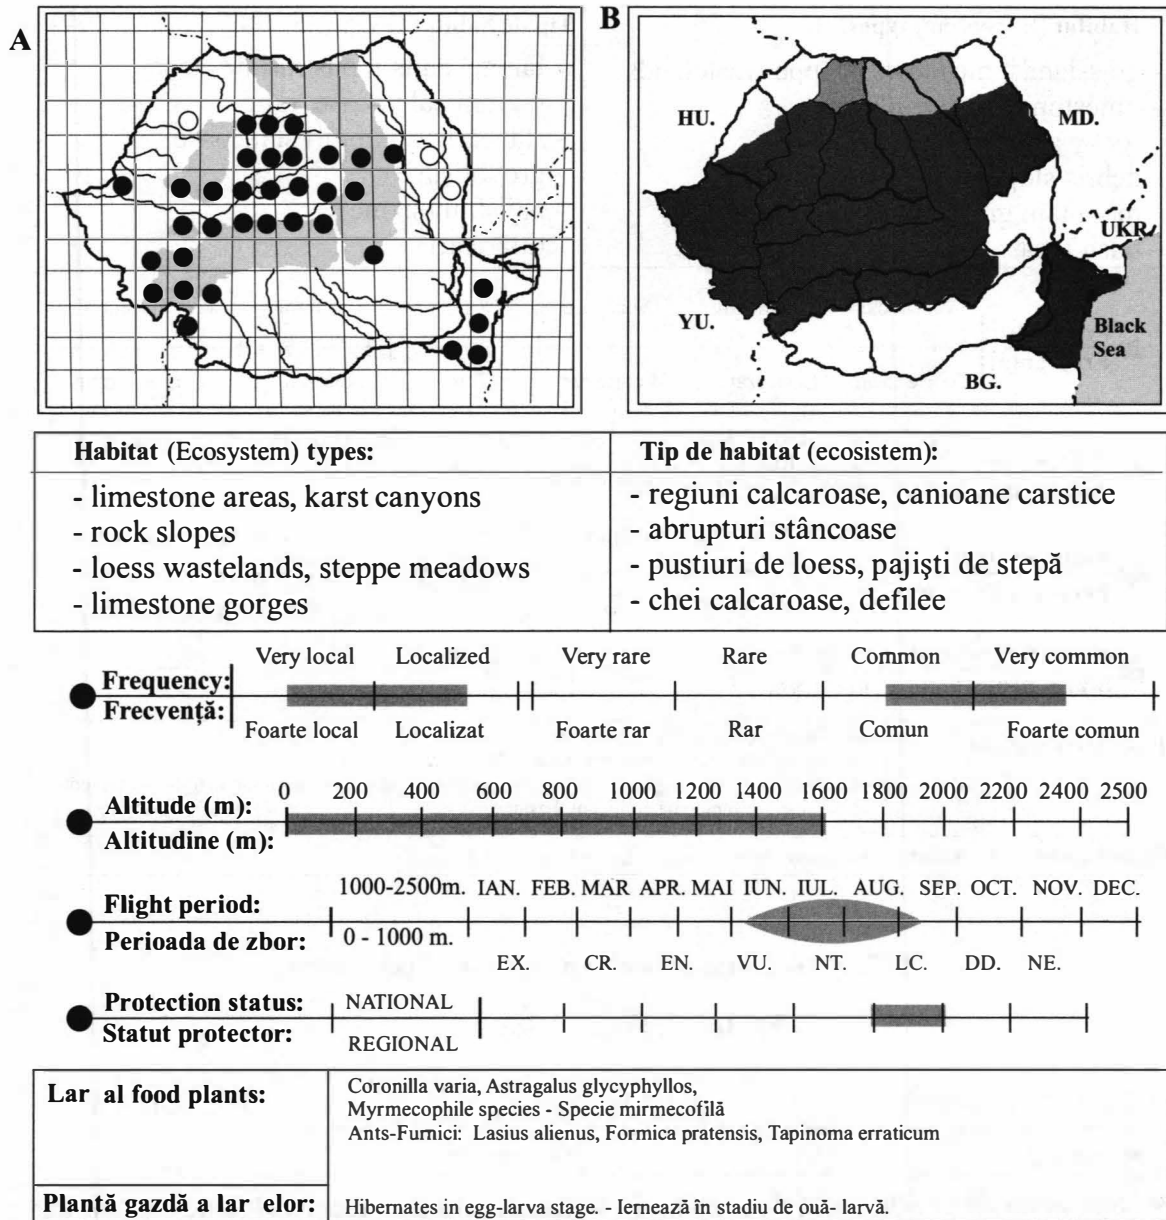 A
B
HU.
MD.
UKR.
YU.
Black
Sea
BG.
Habitat (Ecosystem) types:
- limestone areas, karst canyons
- rock slopes
- loess wastelands, steppe meadows
- limestone gorges
Tip de habitat (ecosistem):
- regiuni calcaroase, canioane carstice
- abrupturi stâncoase
- pustiuri de loess, pajişti de stepă
- chei calcaroase, defilee
Very local Localized Very rare Rare Common Very common
Frequency:
Frecvenţă:
Foarte local Localizat Foarte rar Rar Comun Foarte comun
0 200 400 600 800 1000 1200 1400 1600 1800 2000 2200 2400 2500
Altitude (m):
Altitudine (m):
1000-2500m. IAN. FEB. MAR APR. MAI IUN. IUL. AUG. SEP. OCT. NOV. DEC.
Flight period:
Perioada de zbor:
0 - 1000 m.
EX. CR. EN. VU. NT. LC. DD. NE.
Protection status:
Statut protector:
NATIONAL
REGIONAL
Lar al food plants:
Coronilla varia, Astragalus glycyphyllos,
Myrmecophile species - Specie mirmecofilă
Ants-Furnici: Lasius alienus, Formica pratensis, Tapinoma erraticum
Plantă gazdă a lar elor:
Hibernates in egg-larva stage. - Iernează în stadiu de ouă- larvă.